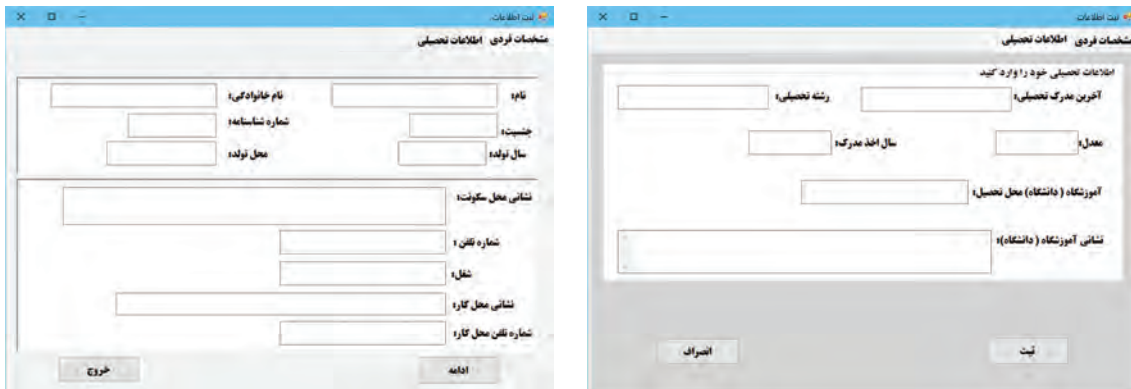 ثبت اطلاعات
مشخصات فردی اطلاعات تحصیلی
اطلاعات تحصیلی خود را وارد کنید
آخرین مدرک تحصیلی: رشته تحصیلی:
معدل: سال اخذ مدرک:
آموزشگاه ( دانشگاه) محل تحصیل:
نشانی آموزشگاه ( دانشگاه):
ثبت انصراف
ثبت اطلاعات
مشخصات فردی اطلاعات تحصیلی
نام: نام خانوادگی:
جنسیت: شماره شناسنامه:
سال تولد: محل تولد:
نشانی محل سکونت:
شماره تلفن :
شغل:
نشانی محل کار:
شماره تلفن محل کار:
ادامه خروج